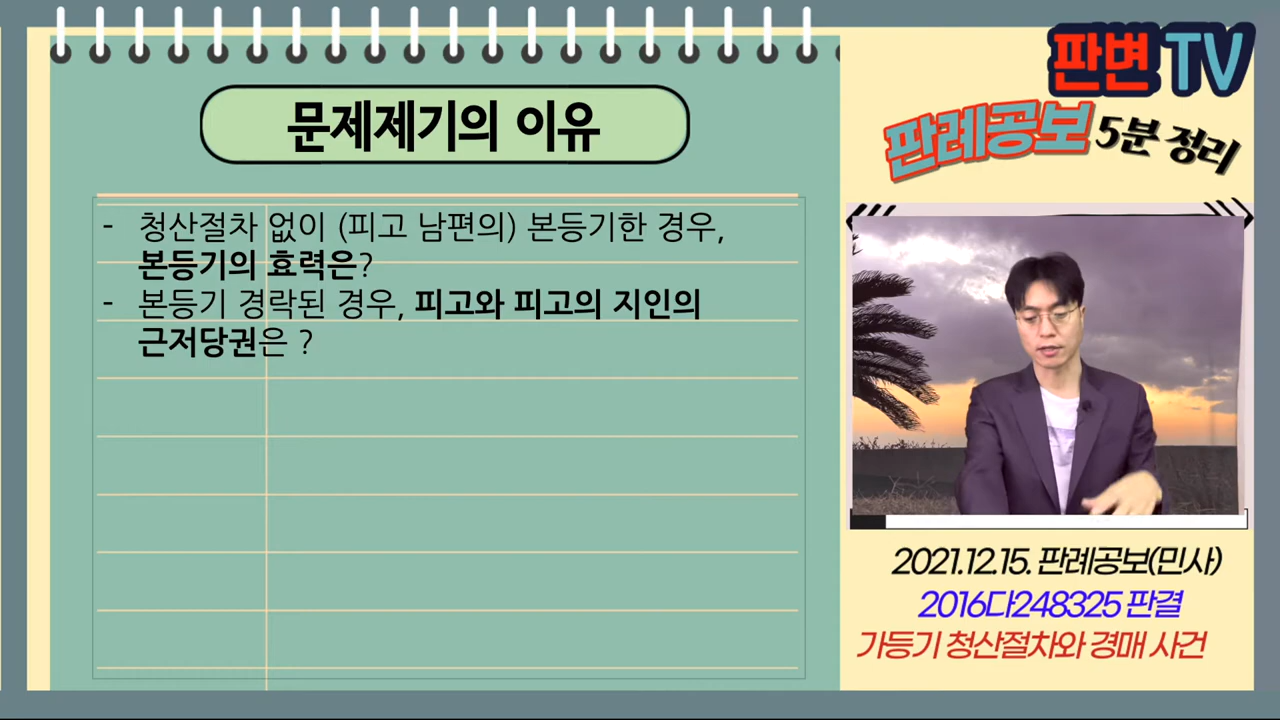 문제제기의 이유
- 청산절차 없이 (피고 남편의) 본등기한 경우,
본등기의 효력은?
- 본등기 경락된 경우, 피고와 피고의 지인의
근저당권은 ?
판변 TV
판례공보 5분 정리
2021.12.15. 판례공보(민사)
2016다248325 판결
가등기 청산절차와 경매 사건